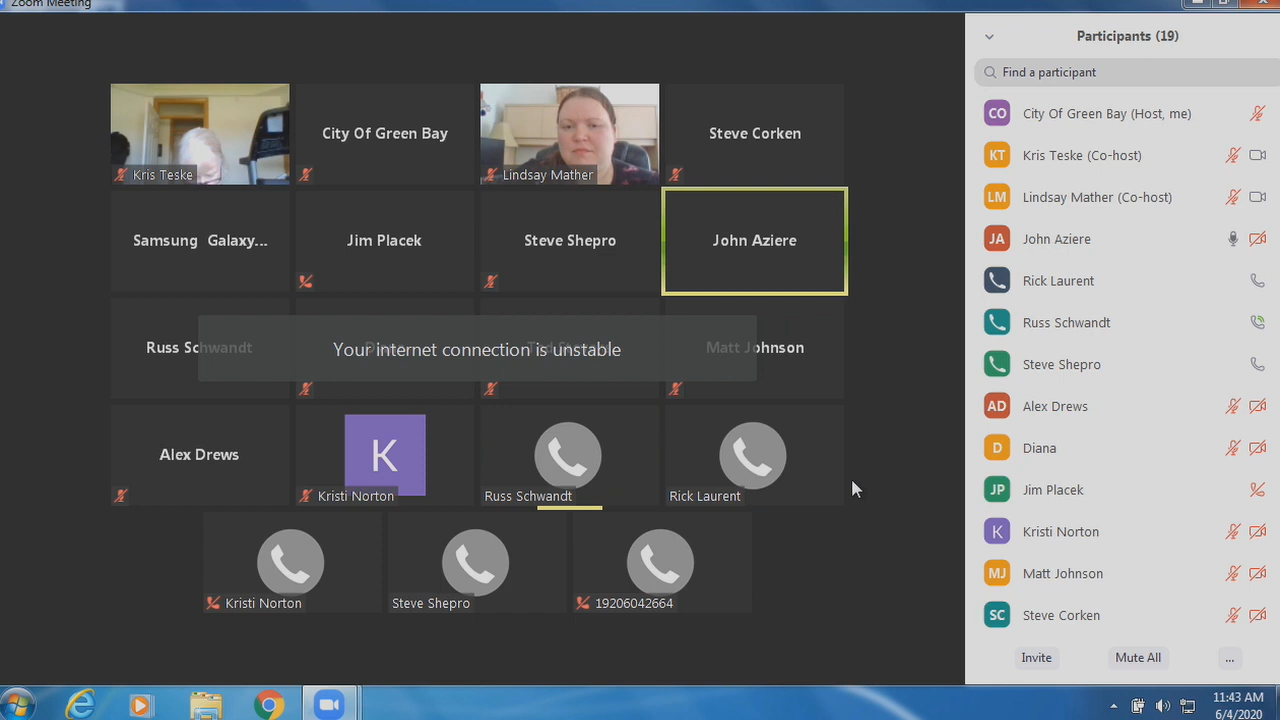 Zoom Meeting
Kris Teske
City Of Green Bay
Lindsay Mather
Steve Corken
Samsung Galaxy...
Jim Placek
Steve Shepro
John Aziere
Russ Schwandt
Matt Johnson
Your internet connection is unstable
Alex Drews
K
Kristi Norton
Russ Schwandt
Rick Laurent
Kristi Norton
Steve Shepro
19206042664
Participants (19)
Find a participant
CO City Of Green Bay (Host, me)
KT Kris Teske (Co-host)
LM Lindsay Mather (Co-host)
JA John Aziere
Rick Laurent
Russ Schwandt
Steve Shepro
AD Alex Drews
D Diana
JP Jim Placek
K Kristi Norton
MJ Matt Johnson
SC Steve Corken
Invite Mute All ...
11:43 AM
6/4/2020